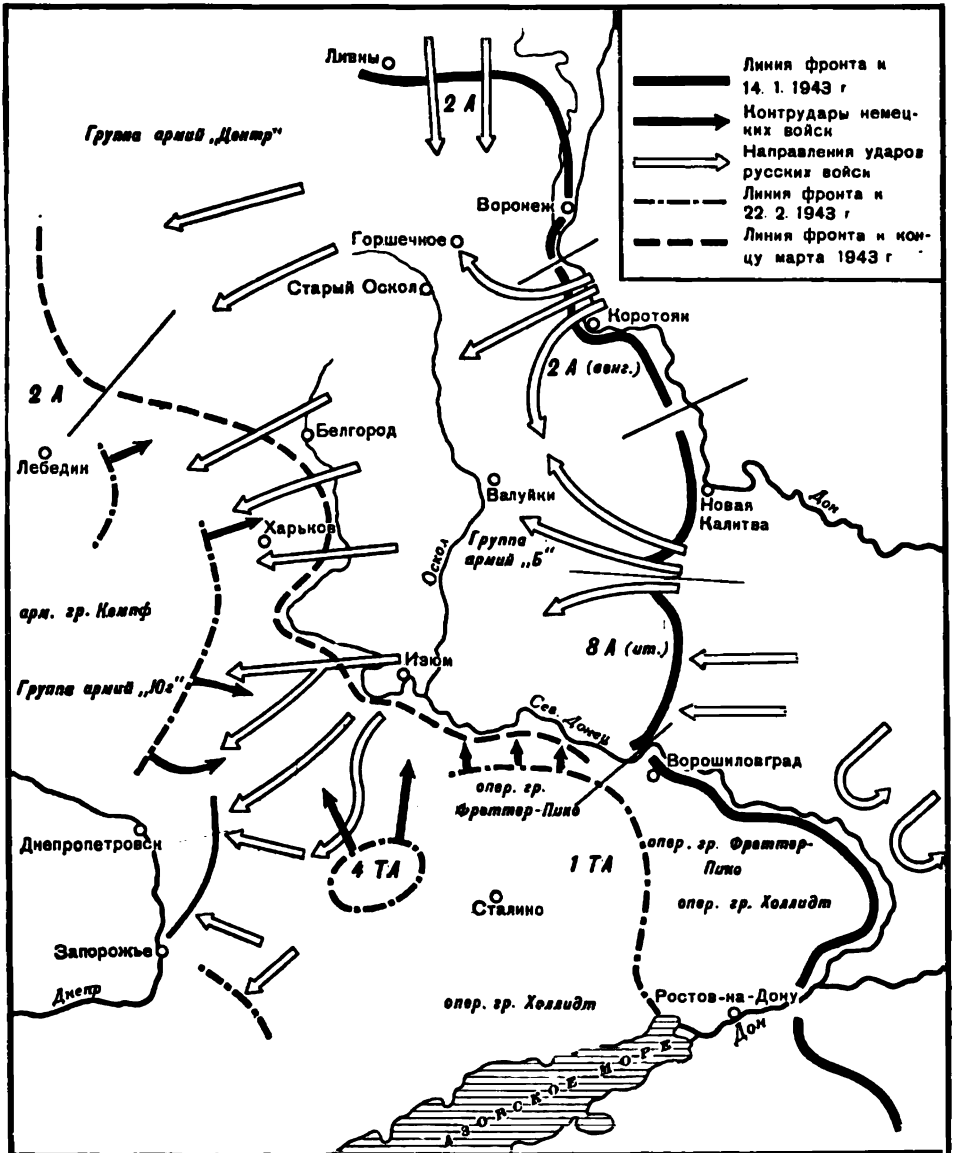 Линия фронта к
14. 1. 1943 г
Контрудары немец-
ких войск
Направления ударов
русских войск
Линия фронта к
22. 2. 1943 г
Линия фронта к кон-
цу марта 1943 г
Ливны
2 А
Группа армий „Центр“
Воронеж
Горшечное
Старый Оскол
Коротояк
2 А (венг.)
2 А
Белгород
Лебедин
Валуйки
Новая
Калитва
Дон
Харьков
Группа
армий „Б“
Оскол
арм. гр. Кемпф
8 А (ит.)
Изюм
Группа армий „Юг“
Сев. Донец
Ворошиловград
опер. гр.
Фреттер-Пико
Днепропетровск
опер. гр. Фреттер-
Пико
4 ТА
1 ТА
Сталино
опер. гр. Холлидт
Запорожье
Днепр
опер. гр. Холлидт
Ростов-на-Дону
Дон
АЗОВСКОЕ МОРЕ